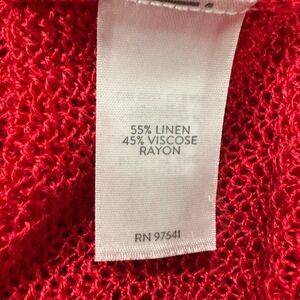 55% LINEN
45% VISCOSE
RAYON
RN 97641